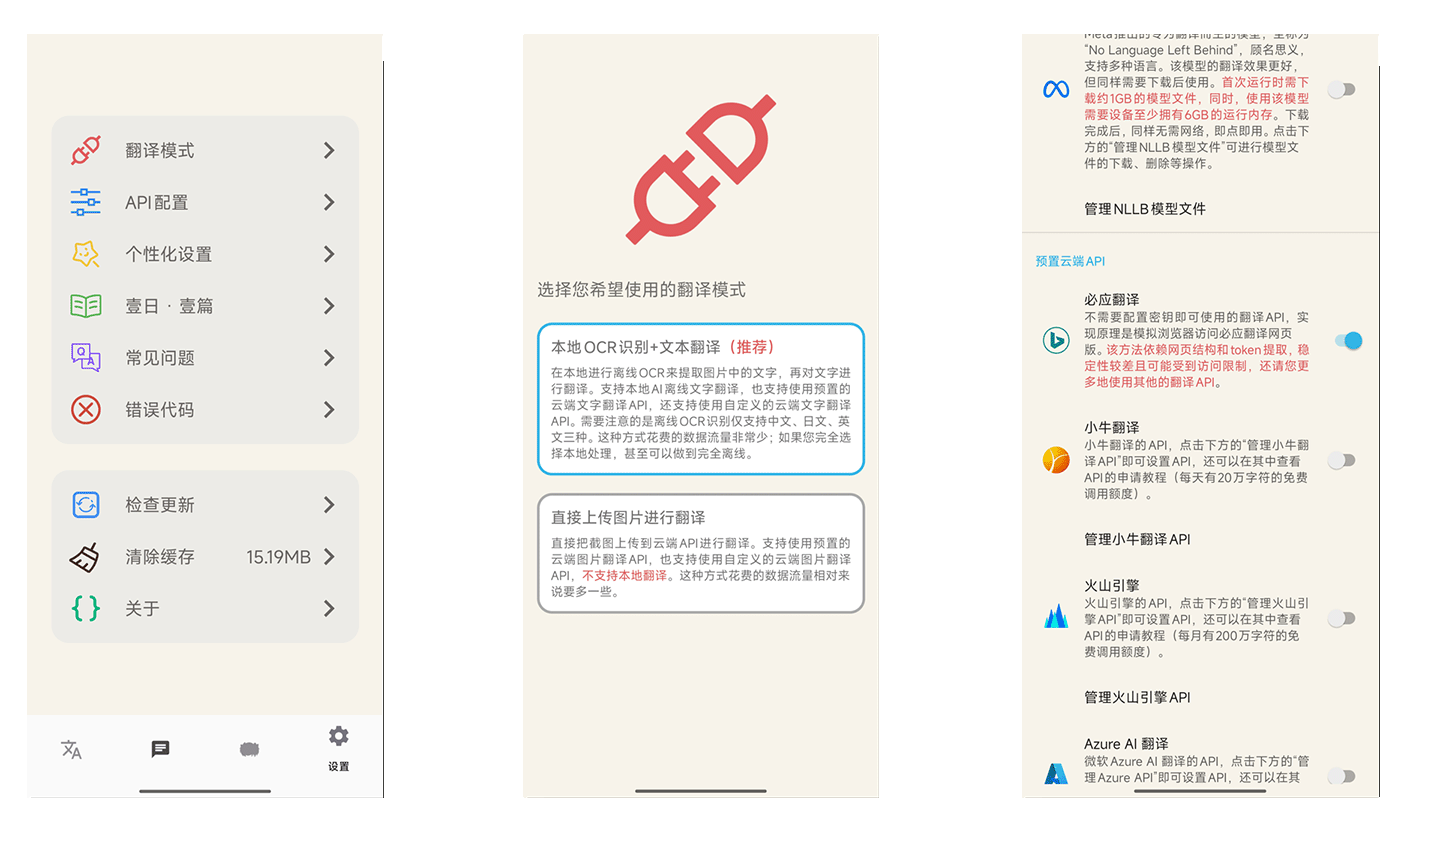 翻译模式
API配置
个性化设置
壹日 · 壹篇
常见问题
错误代码
检查更新
清除缓存 15.19MB
关于
设置
选择您希望使用的翻译模式
本地OCR识别+文本翻译（推荐）
在本地进行离线OCR来提取图片中的文字，再对文字进
行翻译。支持本地AI离线文字翻译，也支持使用预置的
云端文字翻译API，还支持使用自定义的云端文字翻译
API。需要注意的是离线OCR识别仅支持中文、日文、英
文三种。这种方式花费的数据流量非常少；如果您完全选
择本地处理，甚至可以做到完全离线。
直接上传图片进行翻译
直接把截图上传到云端API进行翻译。支持使用预置的
云端图片翻译API，也支持使用自定义的云端图片翻译
API，不支持本地翻译。这种方式花费的数据流量相对来
说要多一些。
Meta推出的专为翻译而生的模型，全称为
“No Language Left Behind”，顾名思义，
支持多种语言。该模型的翻译效果更好，
但同样需要下载后使用。首次运行时需下
载约1GB的模型文件，同时，使用该模型
需要设备至少拥有6GB的运行内存。下载
完成后，同样无需网络，即点即用。点击下
方的“管理NLLB模型文件”可进行模型文
件的下载、删除等操作。
管理NLLB模型文件
预置云端API
必应翻译
不需要配置密钥即可使用的翻译API，实
现原理是模拟浏览器访问必应翻译网页
版。该方法依赖网页结构和token提取，稳
定性较差且可能受到访问限制，还请您更
多地使用其他的翻译API。
小牛翻译
小牛翻译的API，点击下方的“管理小牛翻
译API”即可设置API，还可以在其中查看
API的申请教程（每天有20万字符的免费
调用额度）。
管理小牛翻译API
火山引擎
火山引擎的API，点击下方的“管理火山引
擎API”即可设置API，还可以在其中查看
API的申请教程（每月有200万字符的免
费调用额度）。
管理火山引擎API
Azure AI 翻译
微软Azure AI 翻译的API，点击下方的“管
理Azure API”即可设置API，还可以在其